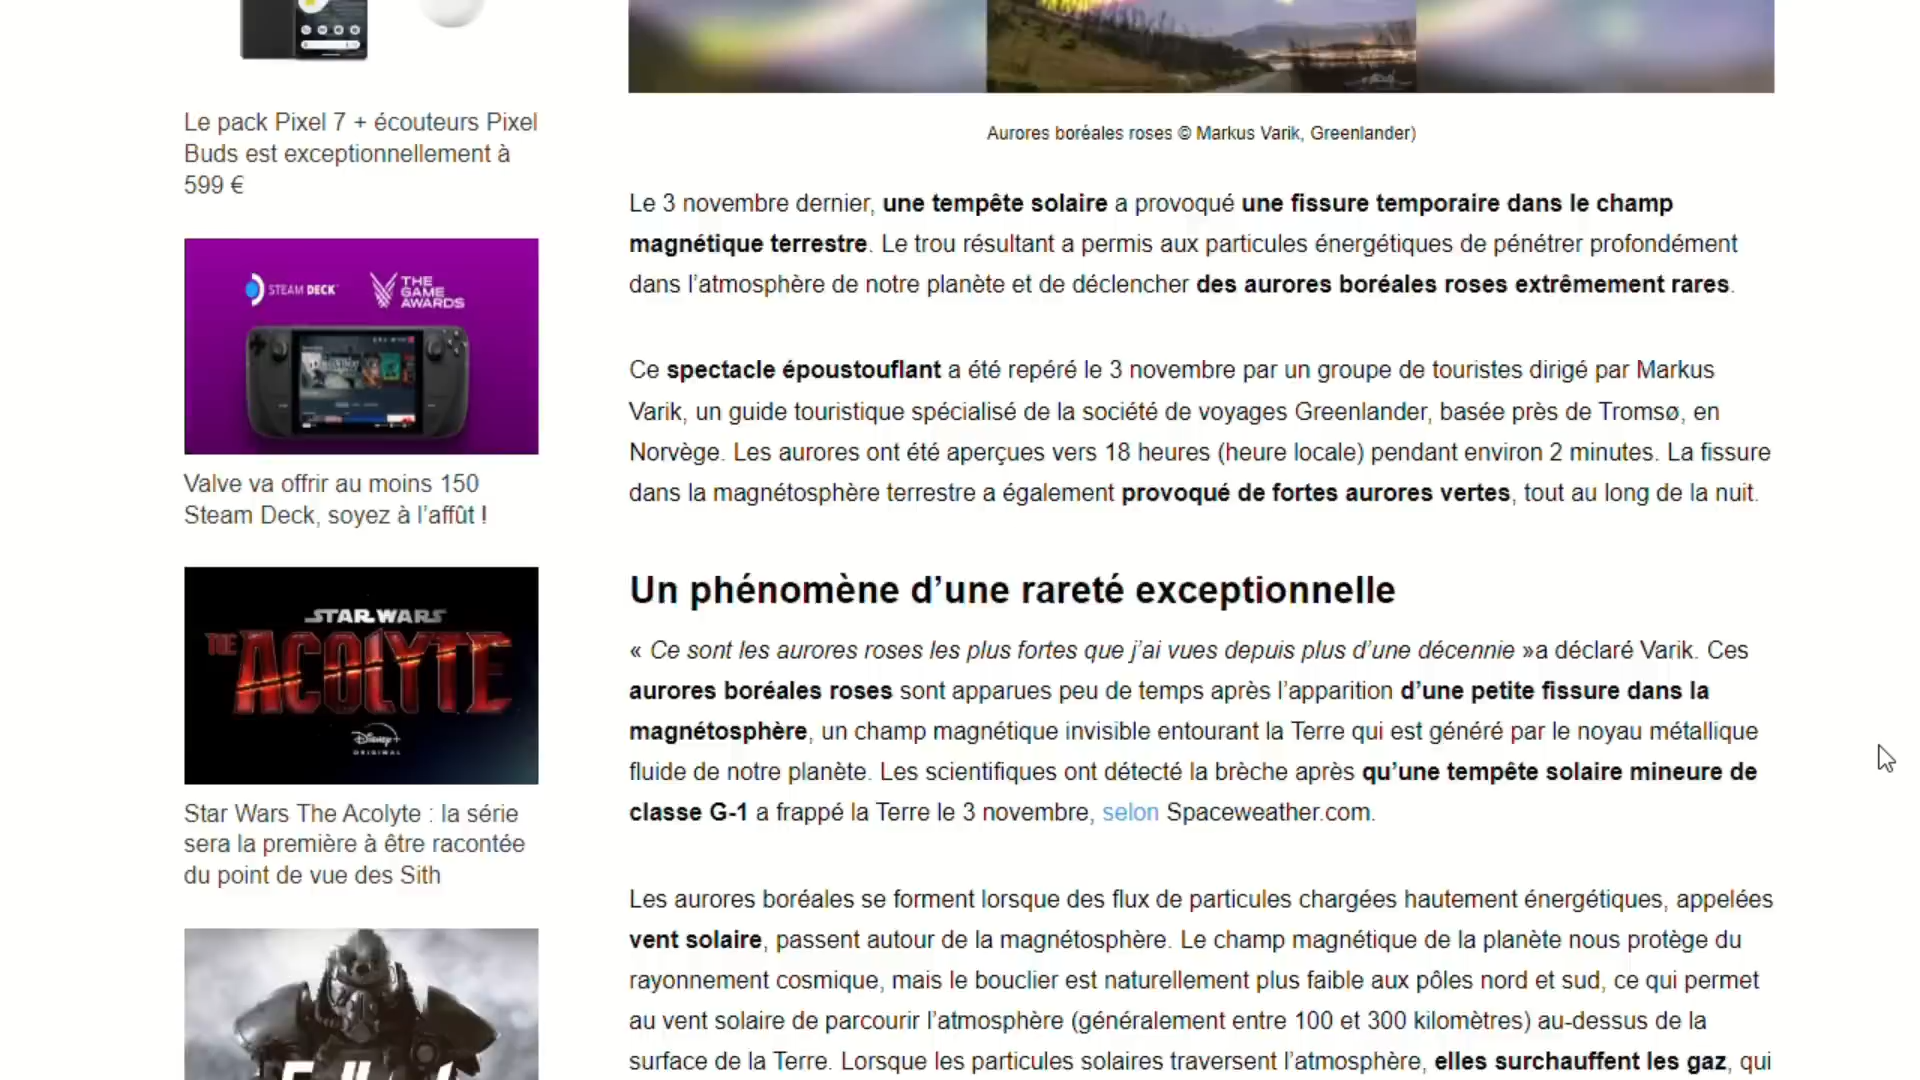 Le pack Pixel 7 + écouteurs Pixel
Buds est exceptionnellement à
599 €
STEAM DECK
THE
GAME
AWARDS
Valve va offrir au moins 150
Steam Deck, soyez à l’affût !
STAR WARS
THE ACOLYTE
Disney+
ORIGINAL
Star Wars The Acolyte : la série
sera la première à être racontée
du point de vue des Sith
Aurores boréales roses © Markus Varik, Greenlander)
Le 3 novembre dernier, une tempête solaire a provoqué une fissure temporaire dans le champ
magnétique terrestre. Le trou résultant a permis aux particules énergétiques de pénétrer profondément
dans l’atmosphère de notre planète et de déclencher des aurores boréales roses extrêmement rares.
Ce spectacle époustouflant a été repéré le 3 novembre par un groupe de touristes dirigé par Markus
Varik, un guide touristique spécialisé de la société de voyages Greenlander, basée près de Tromsø, en
Norvège. Les aurores ont été aperçues vers 18 heures (heure locale) pendant environ 2 minutes. La fissure
dans la magnétosphère terrestre a également provoqué de fortes aurores vertes, tout au long de la nuit.
Un phénomène d’une rareté exceptionnelle
« Ce sont les aurores roses les plus fortes que j’ai vues depuis plus d’une décennie »a déclaré Varik. Ces
aurores boréales roses sont apparues peu de temps après l’apparition d’une petite fissure dans la
magnétosphère, un champ magnétique invisible entourant la Terre qui est généré par le noyau métallique
fluide de notre planète. Les scientifiques ont détecté la brèche après qu’une tempête solaire mineure de
classe G-1 a frappé la Terre le 3 novembre, selon Spaceweather.com.
Les aurores boréales se forment lorsque des flux de particules chargées hautement énergétiques, appelées
vent solaire, passent autour de la magnétosphère. Le champ magnétique de la planète nous protège du
rayonnement cosmique, mais le bouclier est naturellement plus faible aux pôles nord et sud, ce qui permet
au vent solaire de parcourir l’atmosphère (généralement entre 100 et 300 kilomètres) au-dessus de la
surface de la Terre. Lorsque les particules solaires traversent l’atmosphère, elles surchauffent les gaz, qui